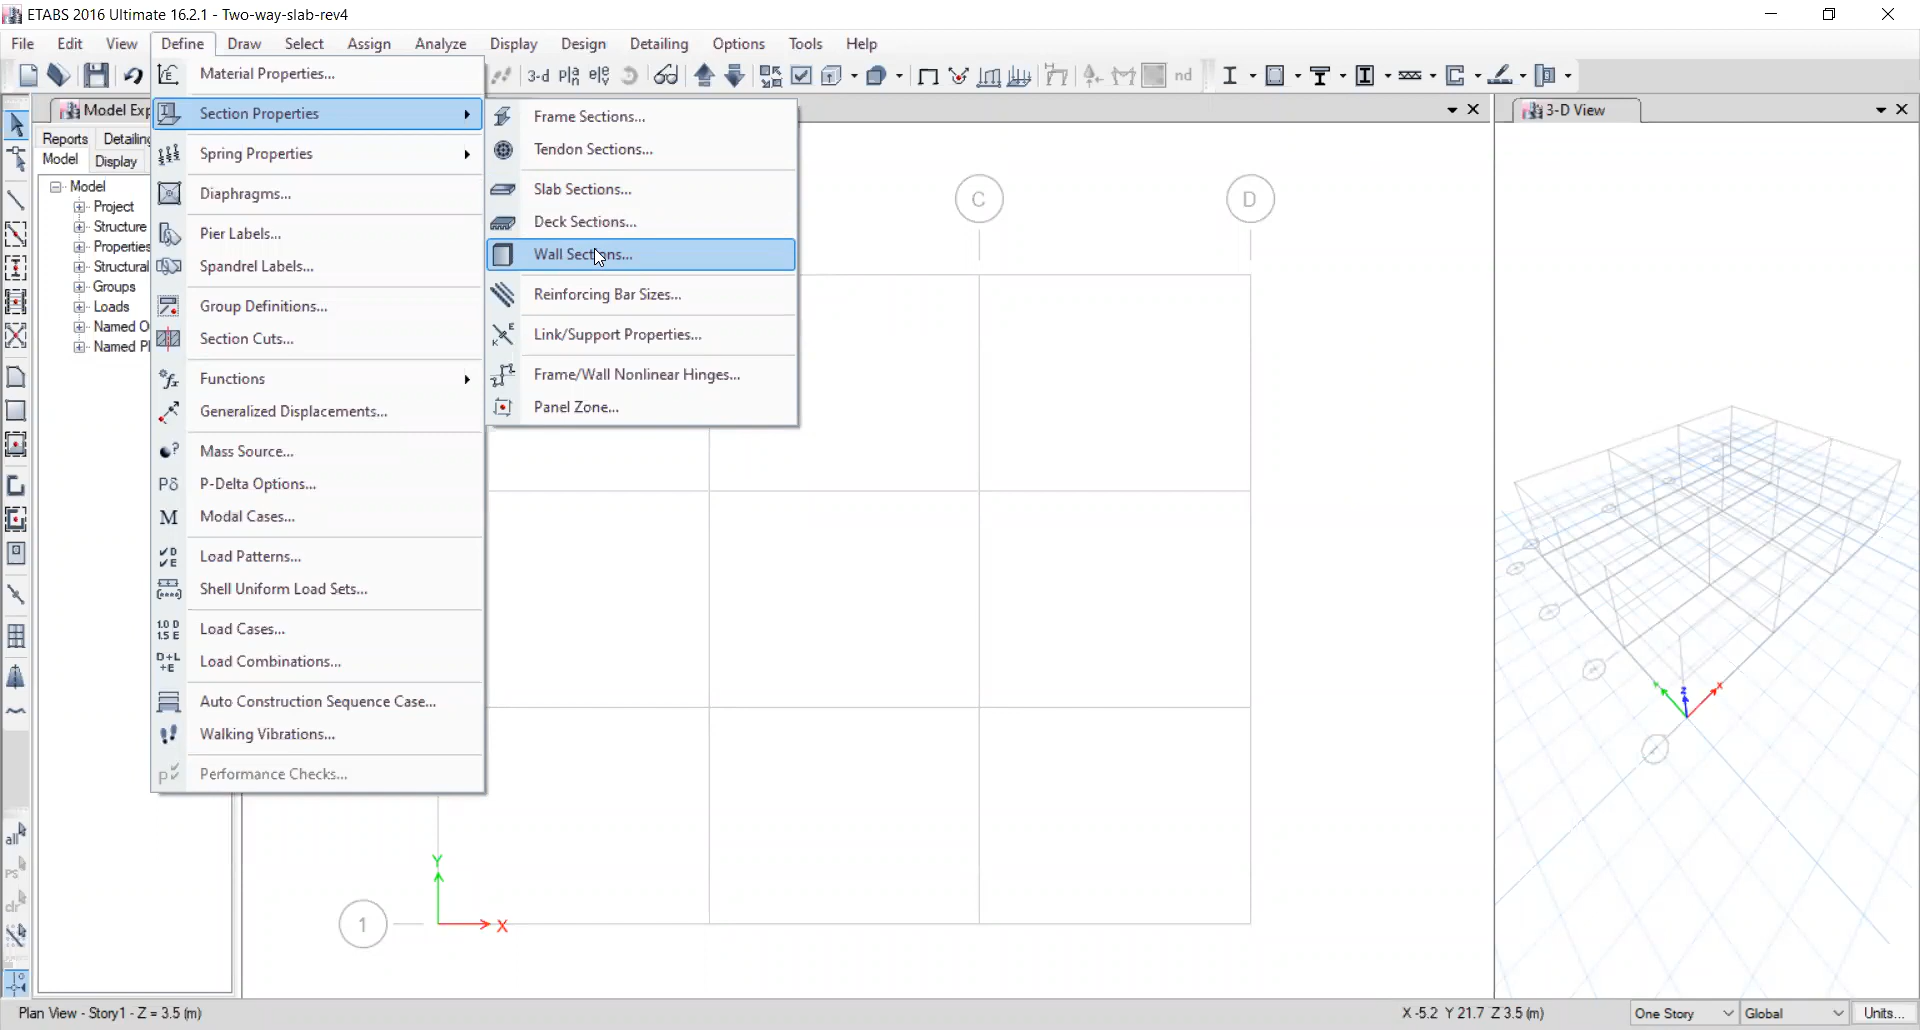 ETABS 2016 Ultimate 16.2.1 - Two-way-slab-rev4
File Edit View Define Draw Select Assign Analyze Display Design Detailing Options Tools Help
3-d nd
Model Exp
Reports Detailing
Model Display
Model
Project
Structure
Properties
Structural
Groups
Loads
Named O
Named Pl
Material Properties...
Section Properties
Spring Properties
Diaphragms...
Pier Labels...
Spandrel Labels...
Group Definitions...
Section Cuts...
Functions
Generalized Displacements...
Mass Source...
Pδ P-Delta Options...
M Modal Cases...
Load Patterns...
Shell Uniform Load Sets...
Load Cases...
Load Combinations...
Auto Construction Sequence Case...
Walking Vibrations...
Performance Checks...
Frame Sections...
Tendon Sections...
Slab Sections...
Deck Sections...
Wall Sections...
Reinforcing Bar Sizes...
Link/Support Properties...
Frame/Wall Nonlinear Hinges...
Panel Zone...
C D
1
Y
X
3-D View
Z X
all
ps
clr
Plan View - Story1 - Z = 3.5 (m)
X -5.2 Y 21.7 Z 3.5 (m)
One Story Global Units...